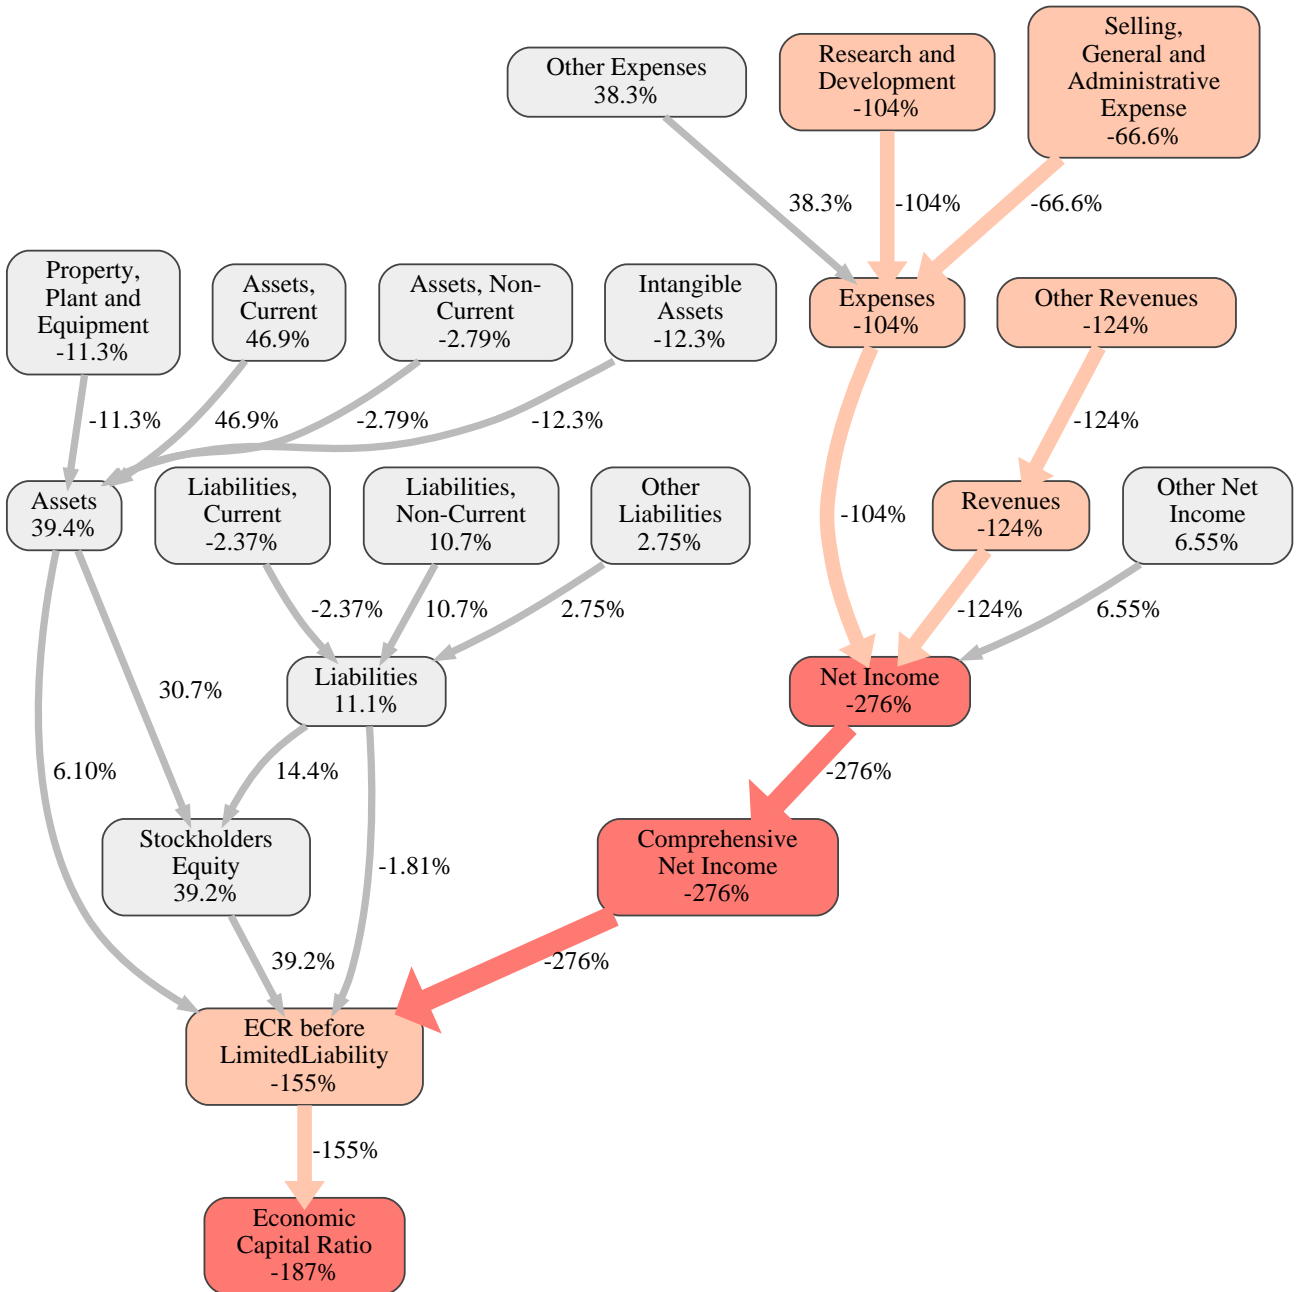 Selling,
General and
Administrative
Expense
-66.6%
Research and
Development
-104%
Other Expenses
38.3%
38.3%
-104%
-66.6%
Property,
Plant and
Equipment
-11.3%
Assets,
Current
46.9%
Assets, Non-
Current
-2.79%
Intangible
Assets
-12.3%
Expenses
-104%
Other Revenues
-124%
-11.3%
46.9%
-2.79%
-12.3%
-124%
Assets
39.4%
Liabilities,
Current
-2.37%
Liabilities,
Non-Current
10.7%
Other
Liabilities
2.75%
-104%
Revenues
-124%
Other Net
Income
6.55%
-2.37%
10.7%
2.75%
-124%
6.55%
30.7%
Liabilities
11.1%
Net Income
-276%
6.10%
14.4%
-276%
Stockholders
Equity
39.2%
-1.81%
Comprehensive
Net Income
-276%
39.2%
-276%
ECR before
LimitedLiability
-155%
-155%
Economic
Capital Ratio
-187%